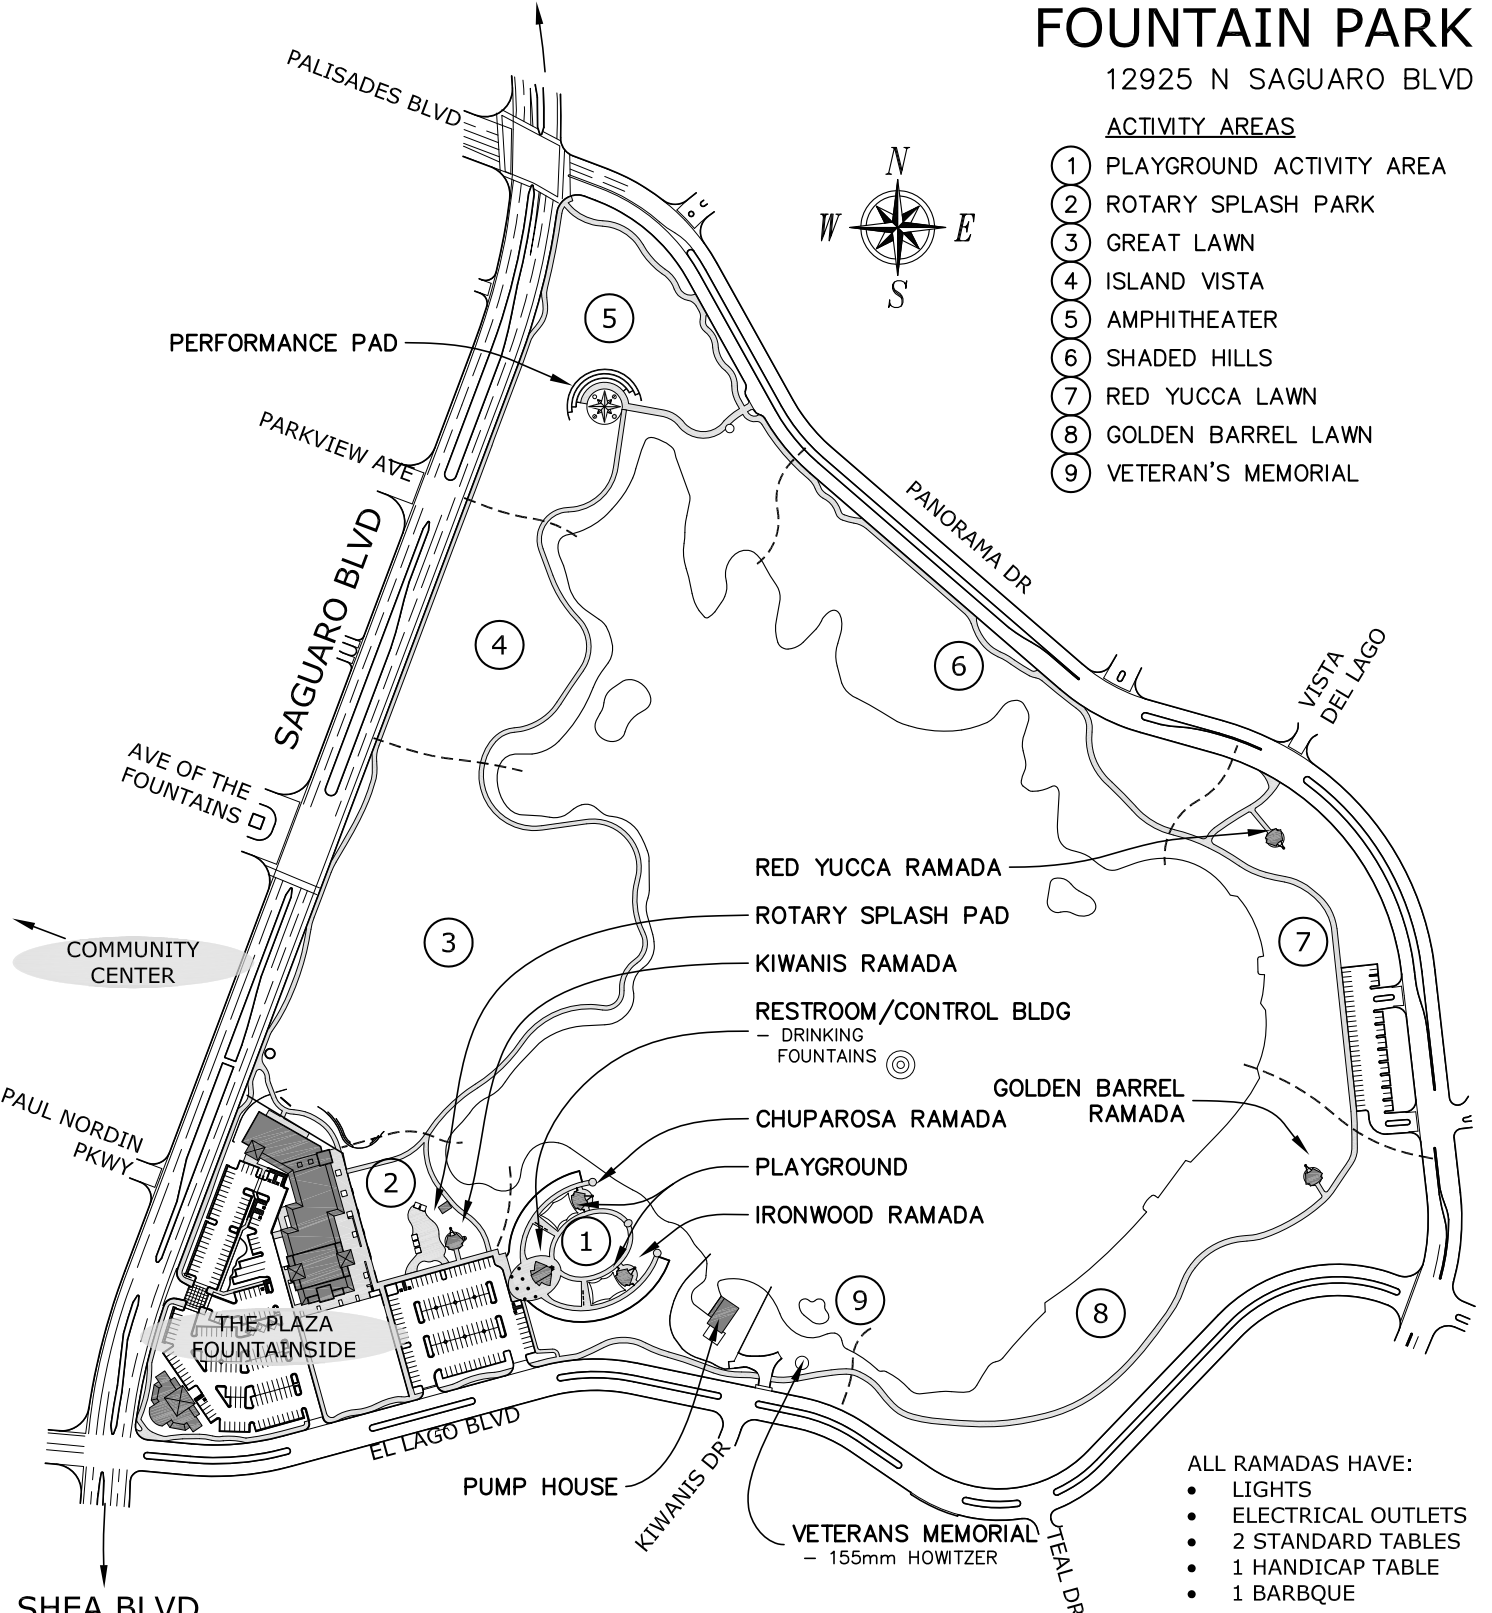 FOUNTAIN PARK
12925 N SAGUARO BLVD
ACTIVITY AREAS
1 PLAYGROUND ACTIVITY AREA
2 ROTARY SPLASH PARK
3 GREAT LAWN
4 ISLAND VISTA
5 AMPHITHEATER
6 SHADED HILLS
7 RED YUCCA LAWN
8 GOLDEN BARREL LAWN
9 VETERAN'S MEMORIAL
N
W E
S
PALISADES BLVD
5
PERFORMANCE PAD
PARKVIEW AVE
PANORAMA DR
SAGUARO BLVD
4
6
VISTA
DEL LAGO
AVE OF THE
FOUNTAINS
RED YUCCA RAMADA
ROTARY SPLASH PAD
3
7
COMMUNITY
CENTER
KIWANIS RAMADA
RESTROOM/CONTROL BLDG
- DRINKING
FOUNTAINS
GOLDEN BARREL
RAMADA
PAUL NORDIN
PKWY
CHUPAROSA RAMADA
PLAYGROUND
2
IRONWOOD RAMADA
1
9
8
THE PLAZA
FOUNTAINSIDE
EL LAGO BLVD
PUMP HOUSE
KIWANIS DR
VETERANS MEMORIAL
- 155mm HOWITZER
TEAL DR
ALL RAMADAS HAVE:
• LIGHTS
• ELECTRICAL OUTLETS
• 2 STANDARD TABLES
• 1 HANDICAP TABLE
• 1 BARBQUE
SHEA BLVD